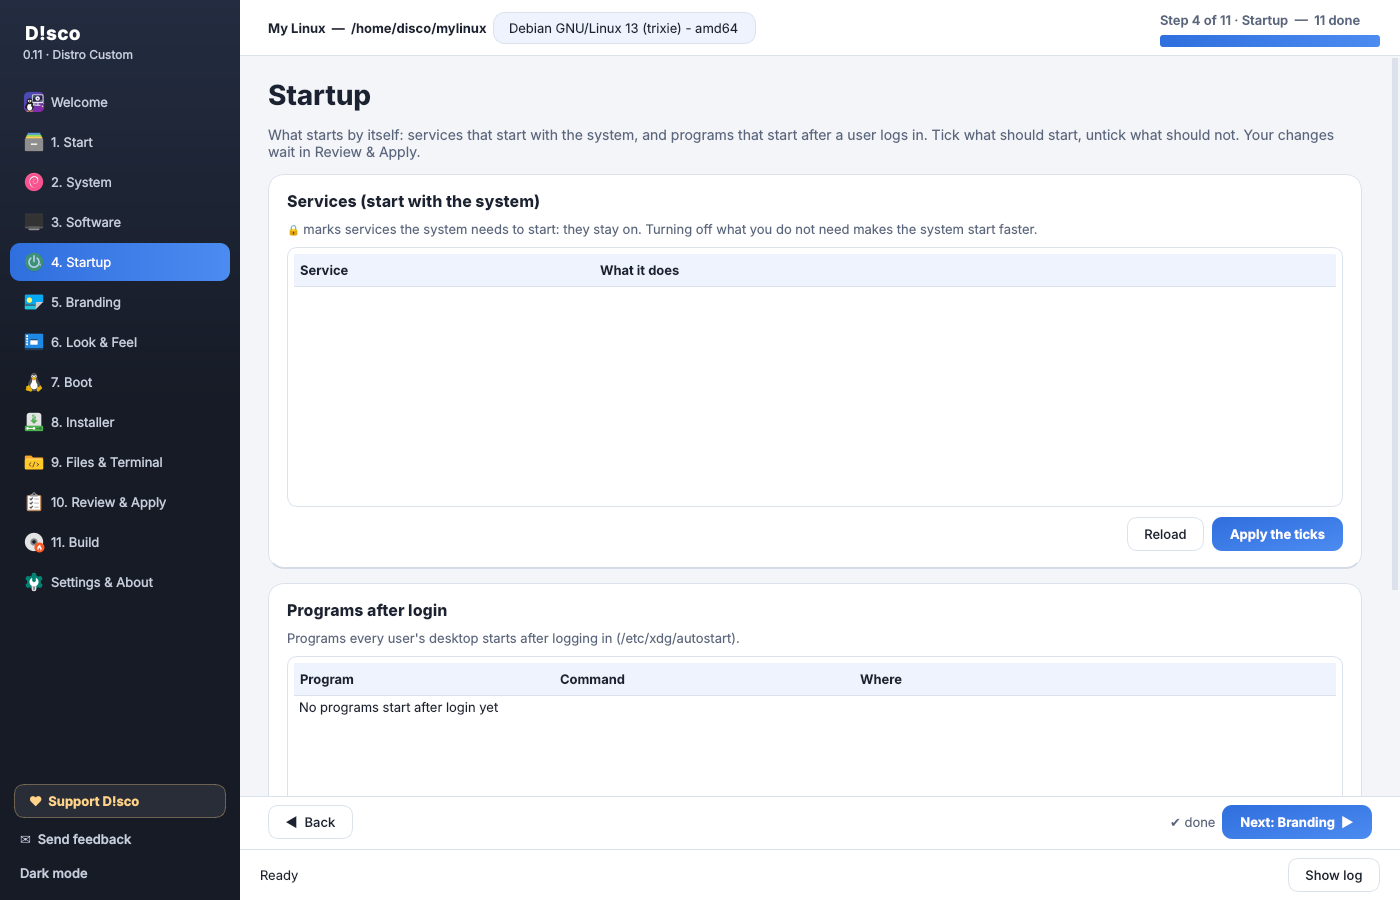 D!sco
0.11 · Distro Custom
Welcome
1. Start
2. System
3. Software
4. Startup
5. Branding
6. Look & Feel
7. Boot
8. Installer
9. Files & Terminal
10. Review & Apply
11. Build
Settings & About
Support D!sco
Send feedback
Dark mode
My Linux — /home/disco/mylinux
Debian GNU/Linux 13 (trixie) - amd64
Step 4 of 11 · Startup — 11 done
Startup
What starts by itself: services that start with the system, and programs that start after a user logs in. Tick what should start, untick what should not. Your changes
wait in Review & Apply.
Services (start with the system)
🔒 marks services the system needs to start: they stay on. Turning off what you do not need makes the system start faster.
Service What it does
Reload Apply the ticks
Programs after login
Programs every user's desktop starts after logging in (/etc/xdg/autostart).
Program Command Where
No programs start after login yet
◀ Back
✔ done
Next: Branding ▶
Ready
Show log